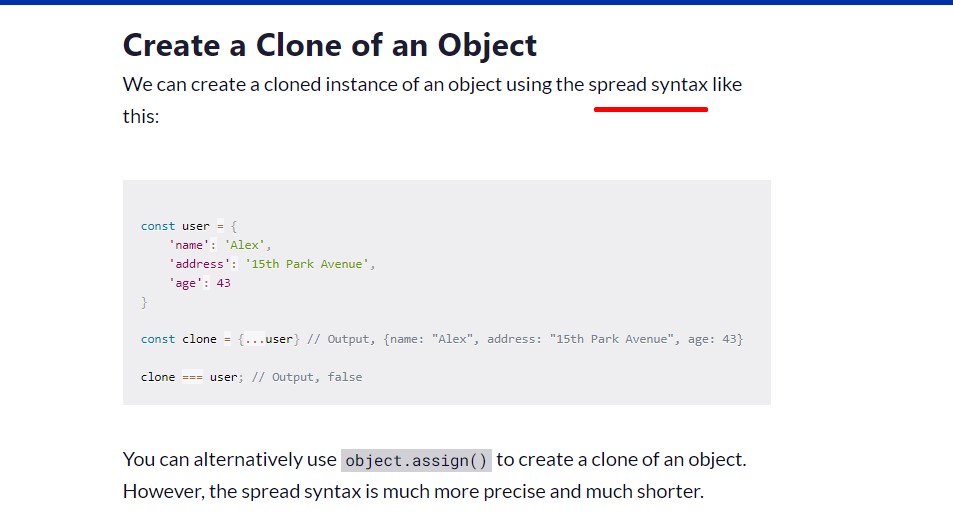 Create a Clone of an Object
We can create a cloned instance of an object using the spread syntax like
this:
const user = {
    'name': 'Alex',
    'address': '15th Park Avenue',
    'age': 43
}
const clone = {...user} // Output, {name: "Alex", address: "15th Park Avenue", age: 43}
clone === user; // Output, false
You can alternatively use object.assign() to create a clone of an object.
However, the spread syntax is much more precise and much shorter.